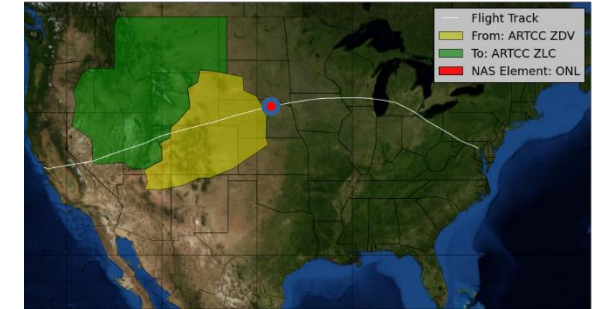 Flight Track
From: ARTCC ZDV
To: ARTCC ZLC
NAS Element: ONL